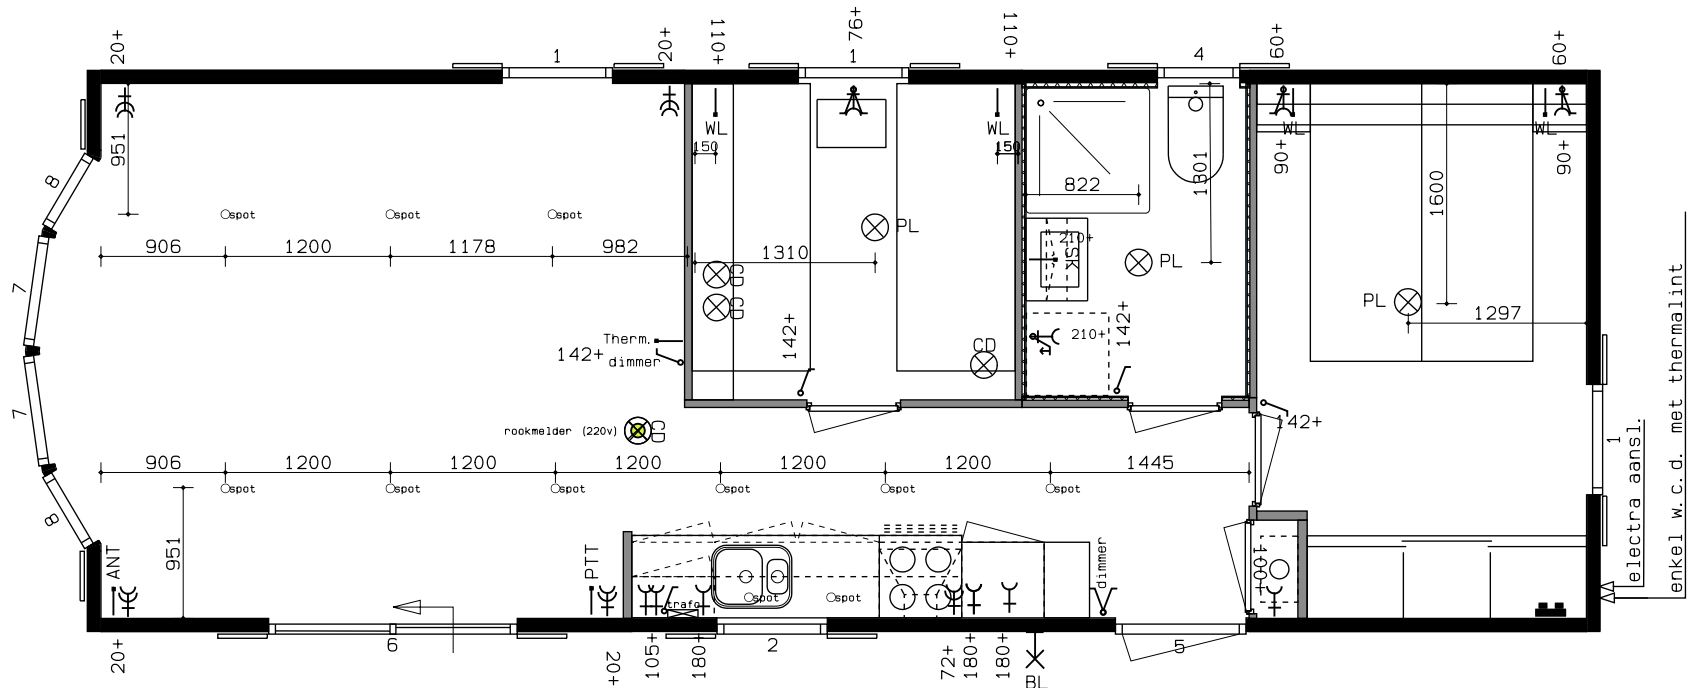 20+
1
20+
110+
76+
1
110+
4
60+
60+
951
WL
150
WL
150
1301
WL
90+
WL
90+
8
822
1600
spot
spot
spot
PL
210+
SK
PL
906
1200
1178
982
1310
CD
CD
7
PL
1297
142+
142+
210+
Therm.
142+
dimmer
CD
7
rookmelder (220v)
CD
142+
1
906
1200
1200
1200
1200
1200
1445
spot
spot
spot
spot
spot
spot
8
951
ANT
PTT
dimmer
100+
electra aansl.
enkel w.c.d. met thermalint
trafo
spot
spot
20+
6
20+
105+
180+
2
72+
180+
180+
BL
5